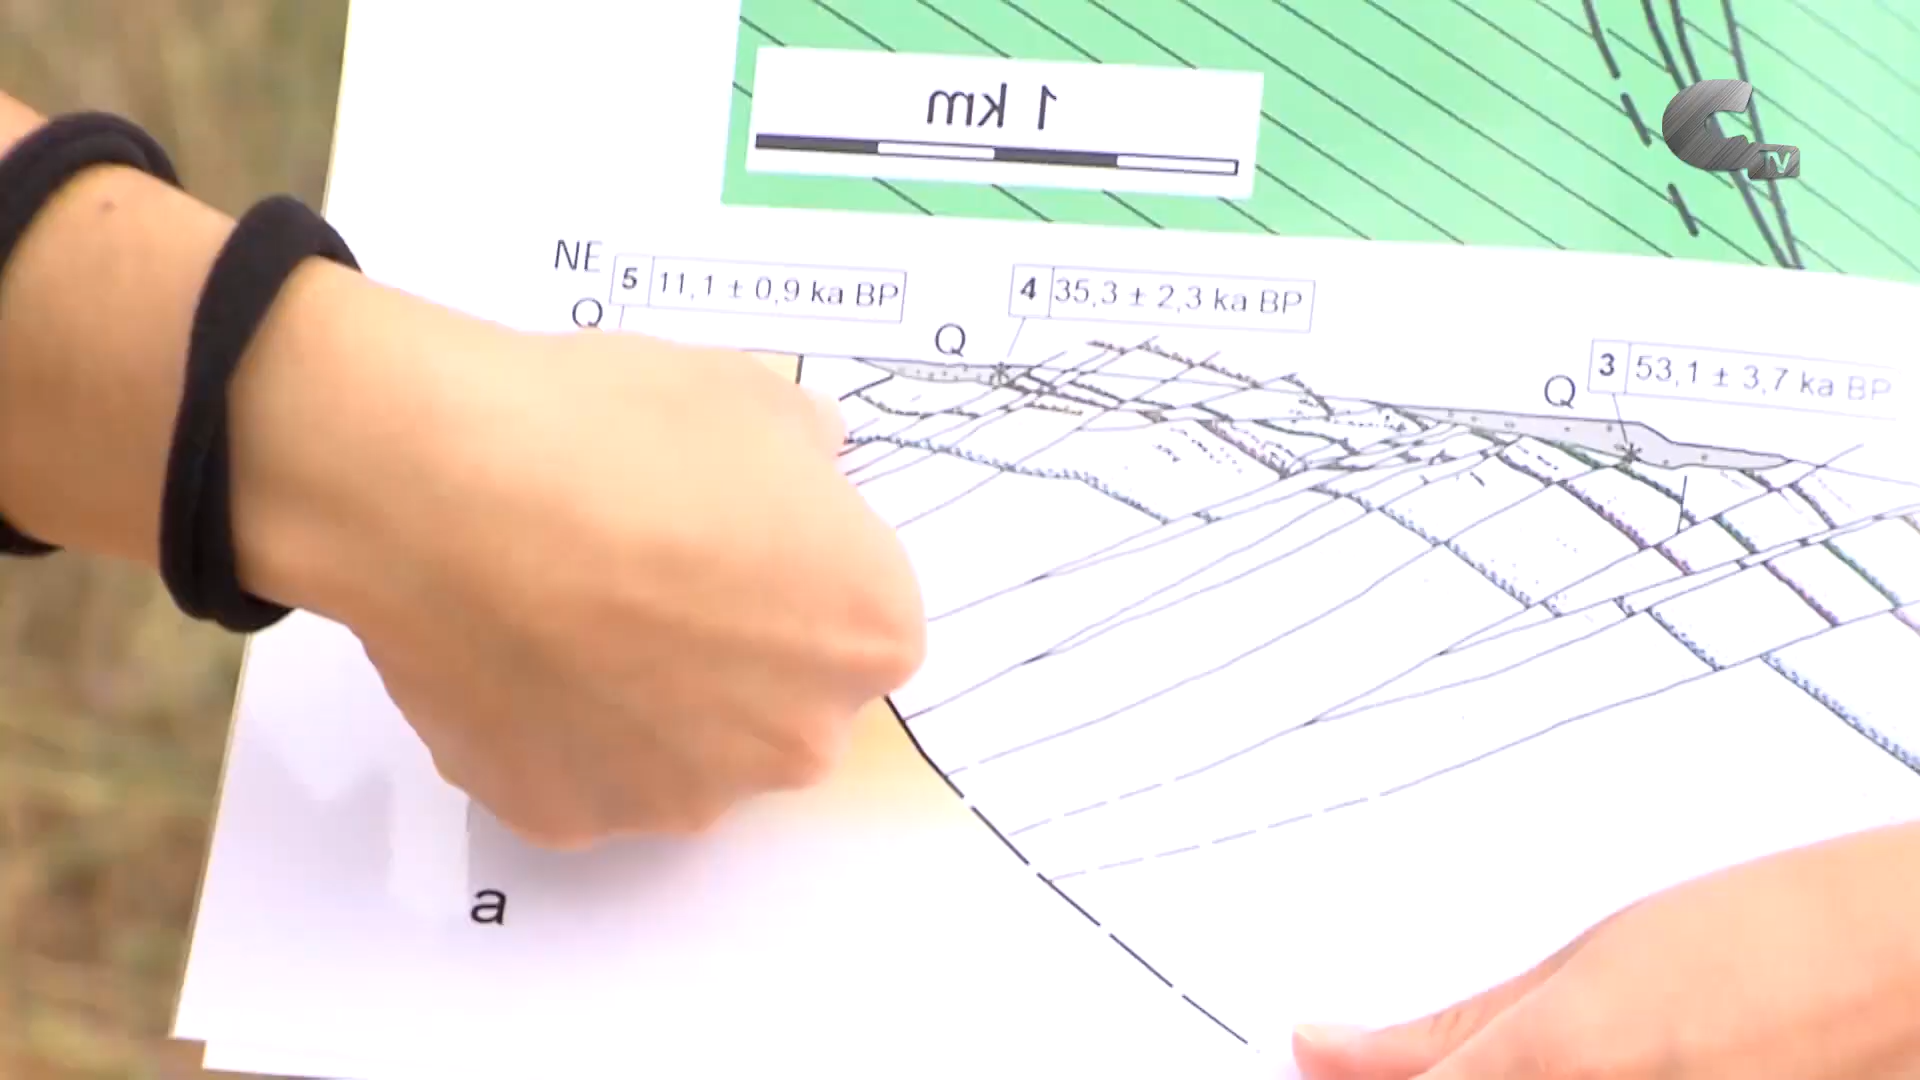 1 km
NE
5 11,1 ± 0,9 ka BP
Q
4 35,3 ± 2,3 ka BP
Q
3 53,1 ± 3,7 ka BP
Q
a
TV